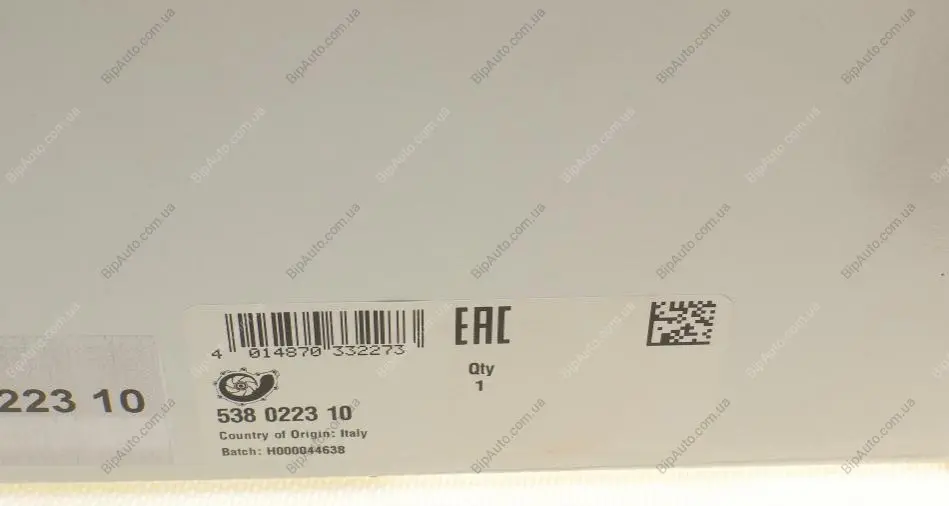 4 014870 332273
EAC
Qty
1
538 0223 10
Country of Origin: Italy
Batch: H000044638
223 10
BipAuto.com.ua